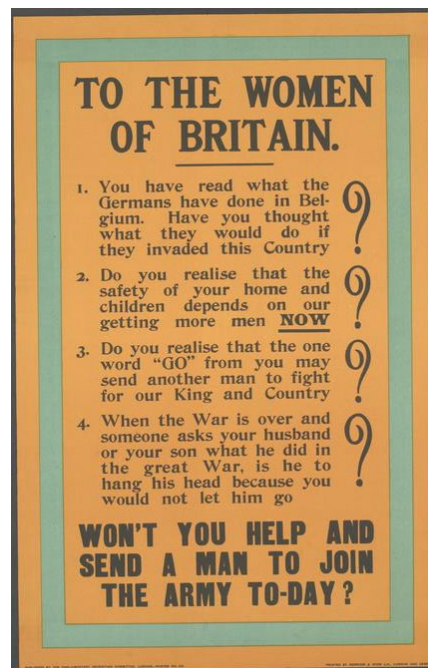 TO THE WOMEN
OF BRITAIN.
1. You have read what the
Germans have done in Bel-
gium. Have you thought
what they would do if
they invaded this Country ?
2. Do you realise that the
safety of your home and
children depends on our
getting more men NOW ?
3. Do you realise that the one
word "GO" from you may
send another man to fight
for our King and Country ?
4. When the War is over and
someone asks your husband
or your son what he did in
the great War, is he to
hang his head because you
would not let him go ?
WON'T YOU HELP AND
SEND A MAN TO JOIN
THE ARMY TO-DAY ?